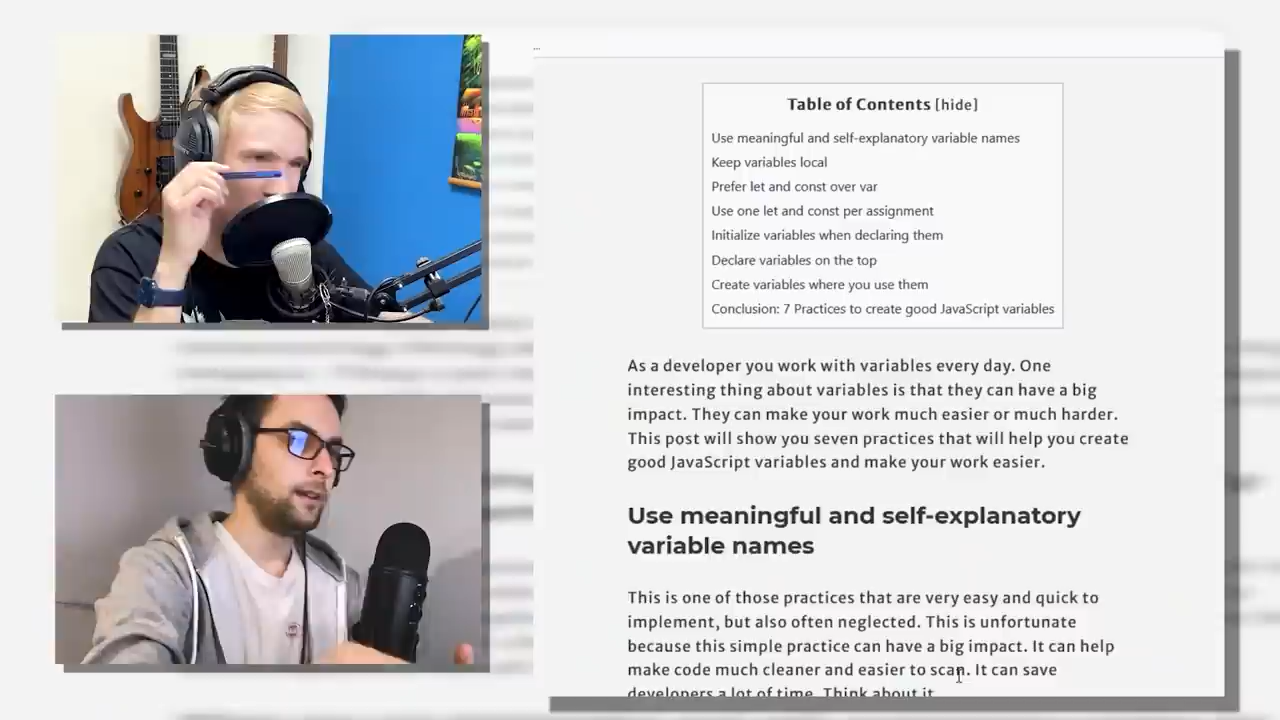 Table of Contents [hide]
Use meaningful and self-explanatory variable names
Keep variables local
Prefer let and const over var
Use one let and const per assignment
Initialize variables when declaring them
Declare variables on the top
Create variables where you use them
Conclusion: 7 Practices to create good JavaScript variables
As a developer you work with variables every day. One
interesting thing about variables is that they can have a big
impact. They can make your work much easier or much harder.
This post will show you seven practices that will help you create
good JavaScript variables and make your work easier.
Use meaningful and self-explanatory
variable names
This is one of those practices that are very easy and quick to
implement, but also often neglected. This is unfortunate
because this simple practice can have a big impact. It can help
make code much cleaner and easier to scan. It can save
developers a lot of time. Think about it